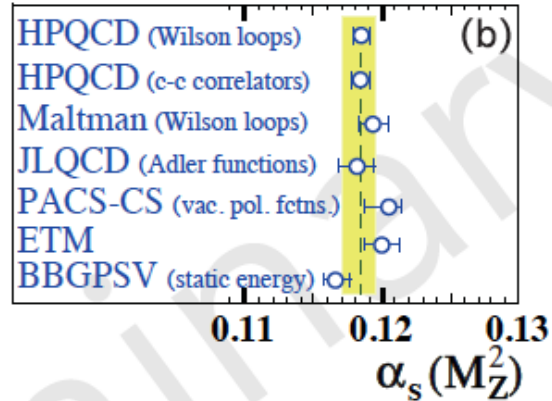 HPQCD (Wilson loops) (b)
HPQCD (c-c correlators)
Maltman (Wilson loops)
JLQCD (Adler functions)
PACS-CS (vac. pol. fctns.)
ETM
BBGPSV (static energy)
0.11 0.12 0.13
αs(M²Z)